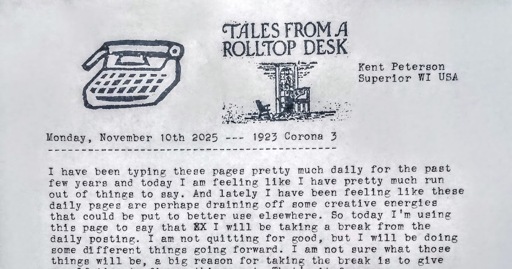 TALES FROM A
ROLLTOP DESK
Kent Peterson
Superior WI USA
Monday, November 10th 2025 --- 1923 Corona 3
I have been typing these pages pretty much daily for the past
few years and today I am feeling like I have pretty much run
out of things to say. And lately I have been feeling like these
daily pages are perhaps draining off some creative energies
that could be put to better use elsewhere. So today I'm using
this page to say that I will be taking a break from the
daily posting. I am not quitting for good, but I will be doing
some different things going forward. I am not sure what those
things will be, a big reason for taking the break is to give